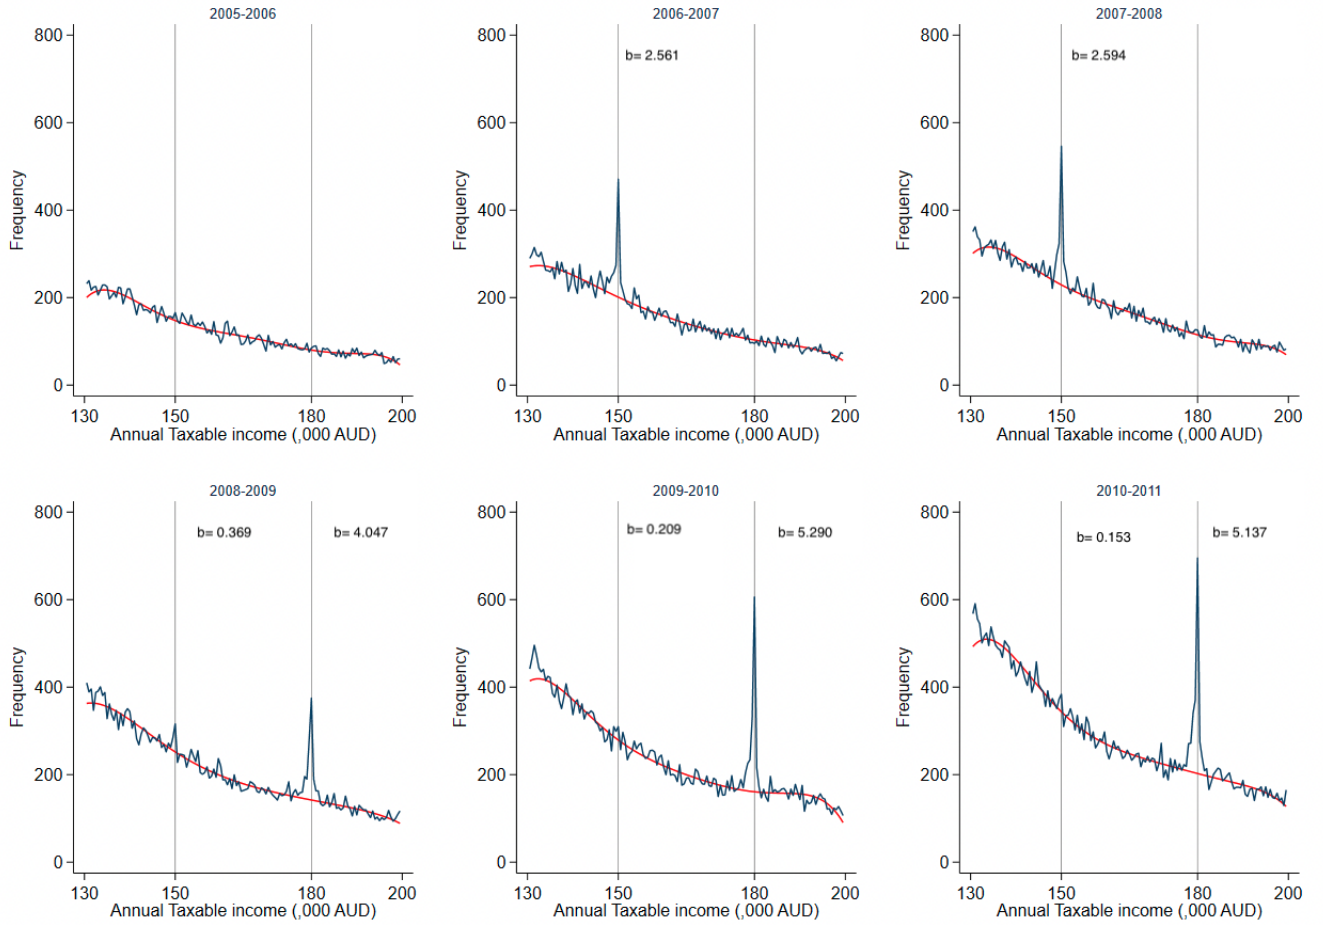 2005-2006
800
600
400
200
0
Frequency
130 150 180 200
Annual Taxable income (,000 AUD)
2006-2007
b= 2.561
800
600
400
200
0
Frequency
130 150 180 200
Annual Taxable income (,000 AUD)
2007-2008
b= 2.594
800
600
400
200
0
Frequency
130 150 180 200
Annual Taxable income (,000 AUD)
2008-2009
b= 0.369 b= 4.047
800
600
400
200
0
Frequency
130 150 180 200
Annual Taxable income (,000 AUD)
2009-2010
b= 0.209 b= 5.290
800
600
400
200
0
Frequency
130 150 180 200
Annual Taxable income (,000 AUD)
2010-2011
b= 0.153 b= 5.137
800
600
400
200
0
Frequency
130 150 180 200
Annual Taxable income (,000 AUD)